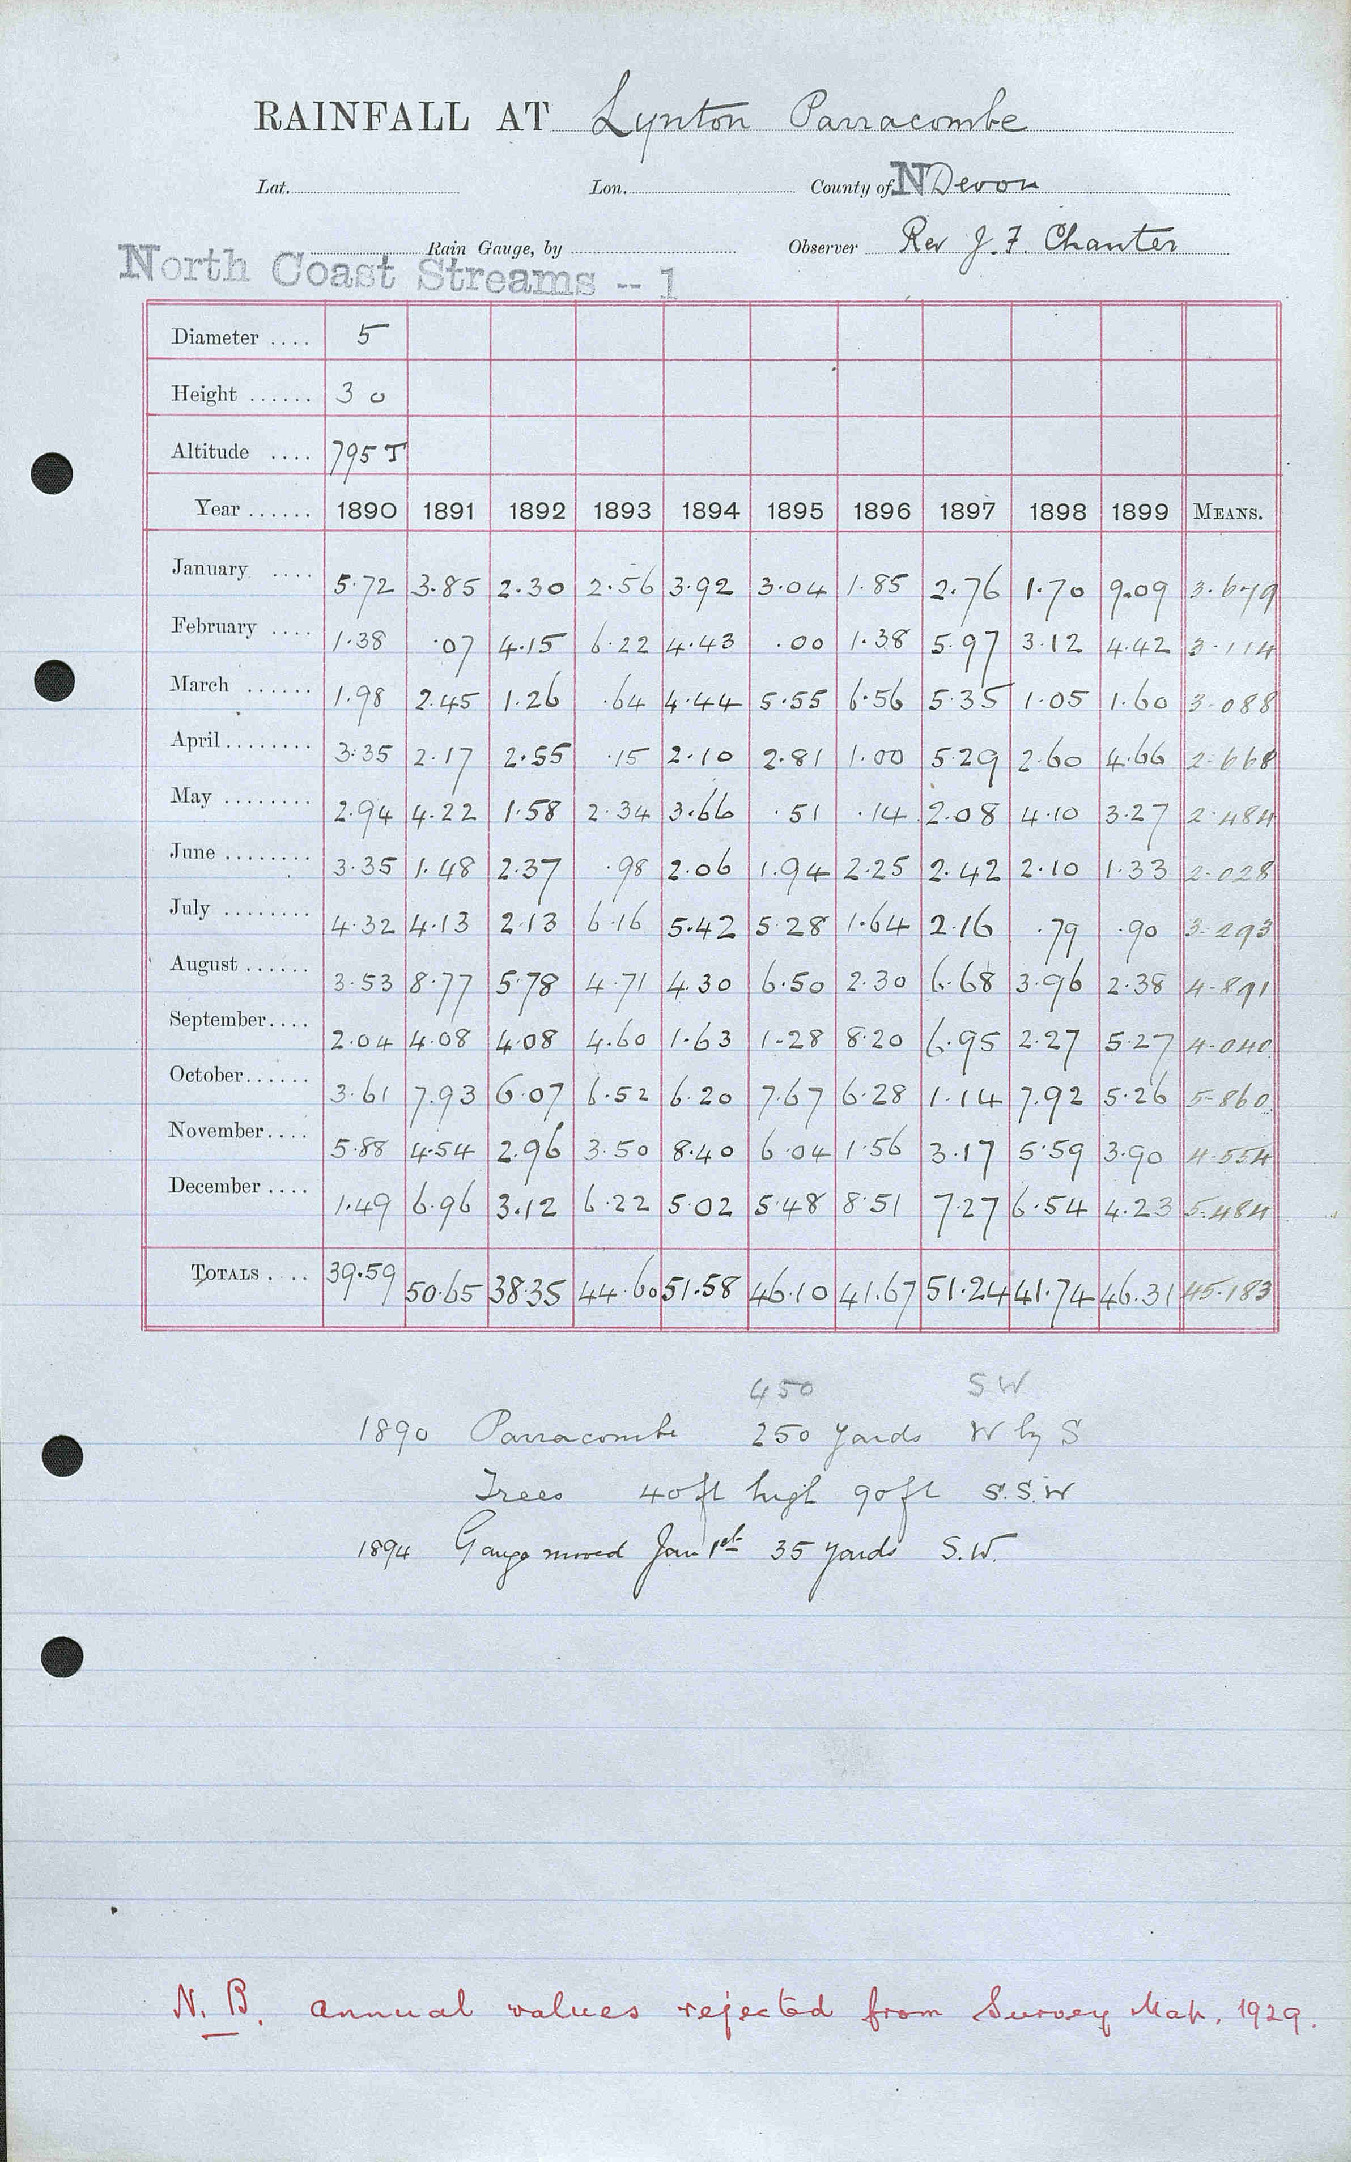 RAINFALL AT Lynton Parracombe
Lat. Lon. County of N Devon
Rain Gauge, by Observer Rev J. F. Chanter
North Coast Streams -- 1
Diameter .... 5
Height ...... 3 0
Altitude .... 795 T
Year ...... 1890 1891 1892 1893 1894 1895 1896 1897 1898 1899 MEANS.
January .... 5.72 3.85 2.30 2.56 3.92 3.04 1.85 2.76 1.70 9.09 3.679
February .... 1.38 .07 4.15 6.22 4.43 .00 1.38 5.97 3.12 4.42 3.114
March ...... 1.98 2.45 1.26 .64 4.44 5.55 6.56 5.35 1.05 1.60 3.088
April ........ 3.35 2.17 2.55 .15 2.10 2.81 1.00 5.29 2.60 4.66 2.668
May ........ 2.94 4.22 1.58 2.34 3.66 .51 .14 2.08 4.10 3.27 2.484
June ........ 3.35 1.48 2.37 .98 2.06 1.94 2.25 2.42 2.10 1.33 2.028
July ........ 4.32 4.13 2.13 6.16 5.42 5.28 1.64 2.16 .79 .90 3.293
August ...... 3.53 8.77 5.78 4.71 4.30 6.50 2.30 6.68 3.96 2.38 4.891
September.... 2.04 4.08 4.08 4.60 1.63 1.28 8.20 6.95 2.27 5.27 4.040
October...... 3.61 7.93 6.07 6.52 6.20 7.67 6.28 1.14 7.92 5.26 5.860
November.... 5.88 4.54 2.96 3.50 8.40 6.04 1.56 3.17 5.59 3.90 4.554
December .... 1.49 6.96 3.12 6.22 5.02 5.48 8.51 7.27 6.54 4.23 5.484
TOTALS .... 39.59 50.65 38.35 44.60 51.58 46.10 41.67 51.24 41.74 46.31 45.183
450 SW
1890 Parracombe 250 yards W by S
Trees 40ft high 90ft S.S.W
1894 Gauge moved Jan 1st 35 yards S.W.
N.B. annual values rejected from Survey Map, 1929.